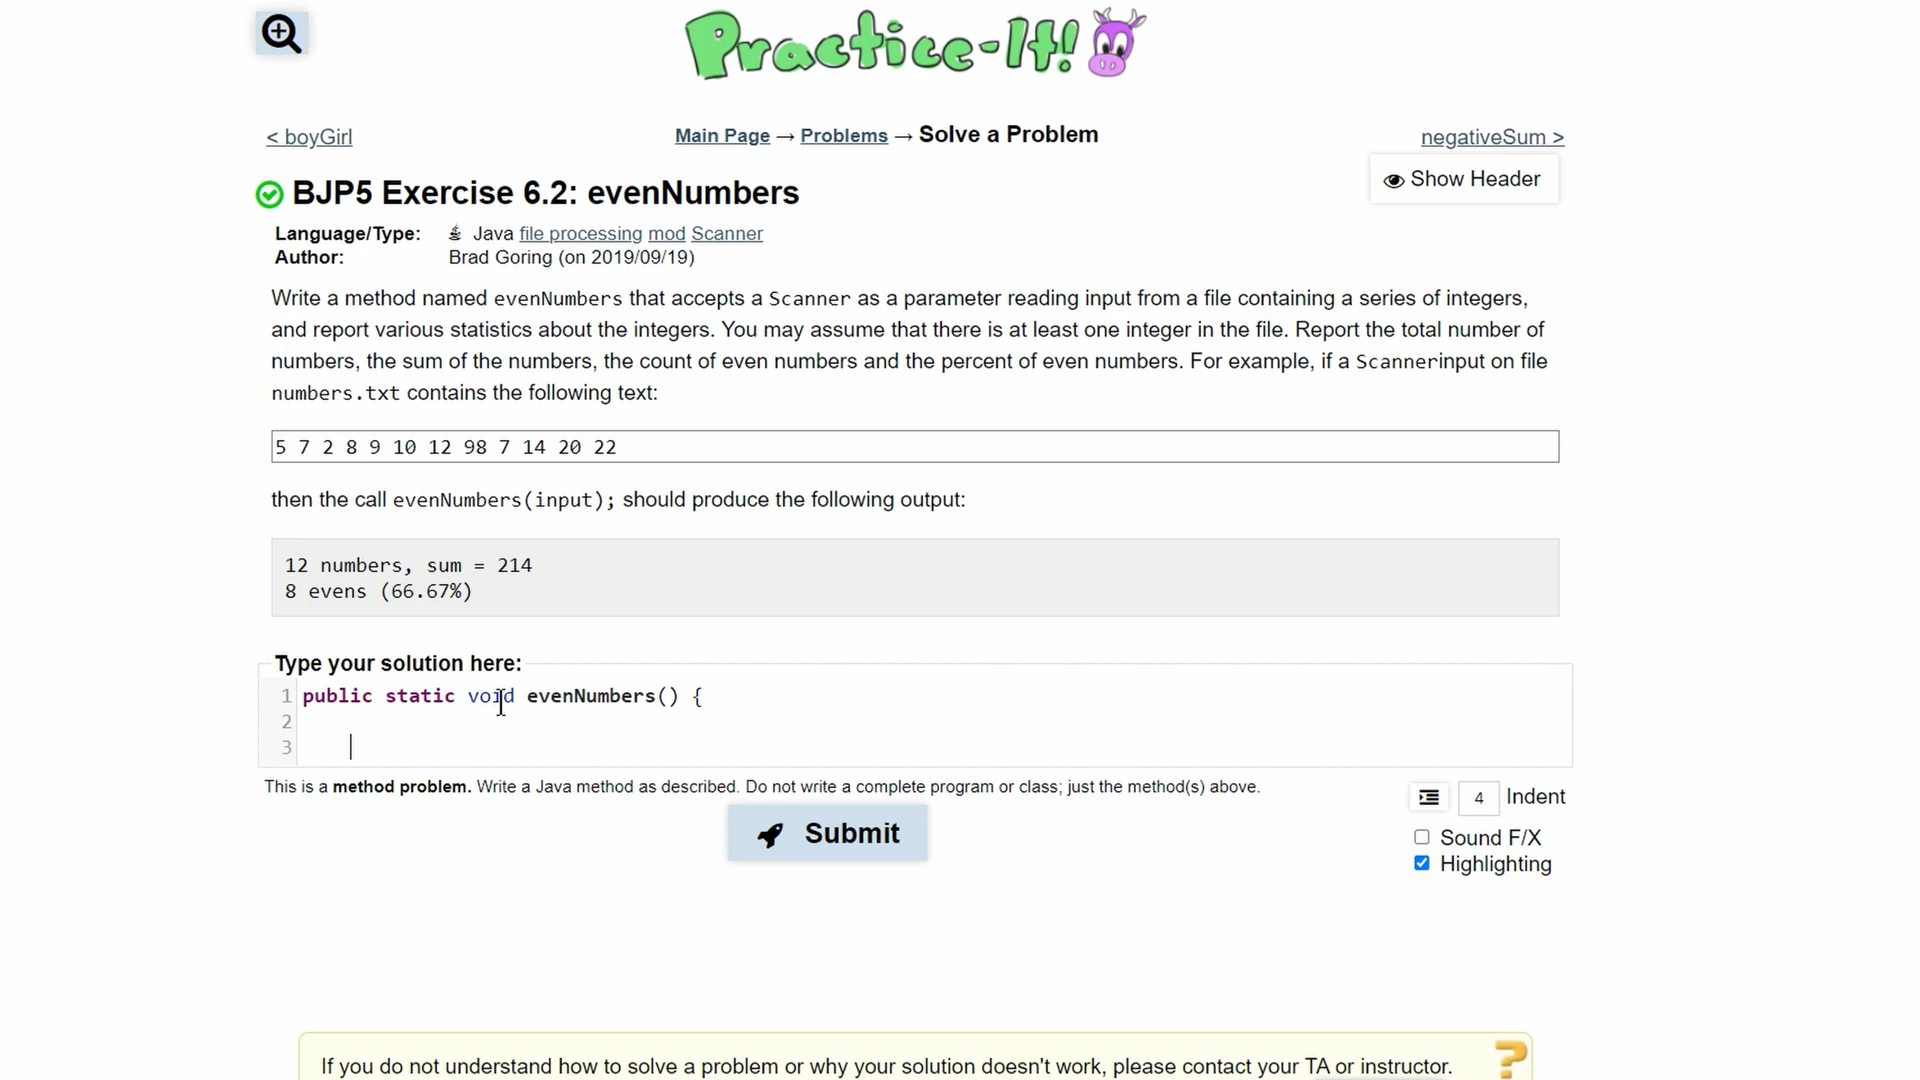 Practice-It!
< boyGirl
Main Page → Problems → Solve a Problem
negativeSum >
Show Header
BJP5 Exercise 6.2: evenNumbers
Language/Type: Java file processing mod Scanner
Author: Brad Goring (on 2019/09/19)
Write a method named evenNumbers that accepts a Scanner as a parameter reading input from a file containing a series of integers,
and report various statistics about the integers. You may assume that there is at least one integer in the file. Report the total number of
numbers, the sum of the numbers, the count of even numbers and the percent of even numbers. For example, if a Scannerinput on file
numbers.txt contains the following text:
5 7 2 8 9 10 12 98 7 14 20 22
then the call evenNumbers(input); should produce the following output:
12 numbers, sum = 214
8 evens (66.67%)
Type your solution here:
1 public static void evenNumbers() {
2
3
This is a method problem. Write a Java method as described. Do not write a complete program or class; just the method(s) above.
4 Indent
Submit
Sound F/X
Highlighting
If you do not understand how to solve a problem or why your solution doesn't work, please contact your TA or instructor.
?